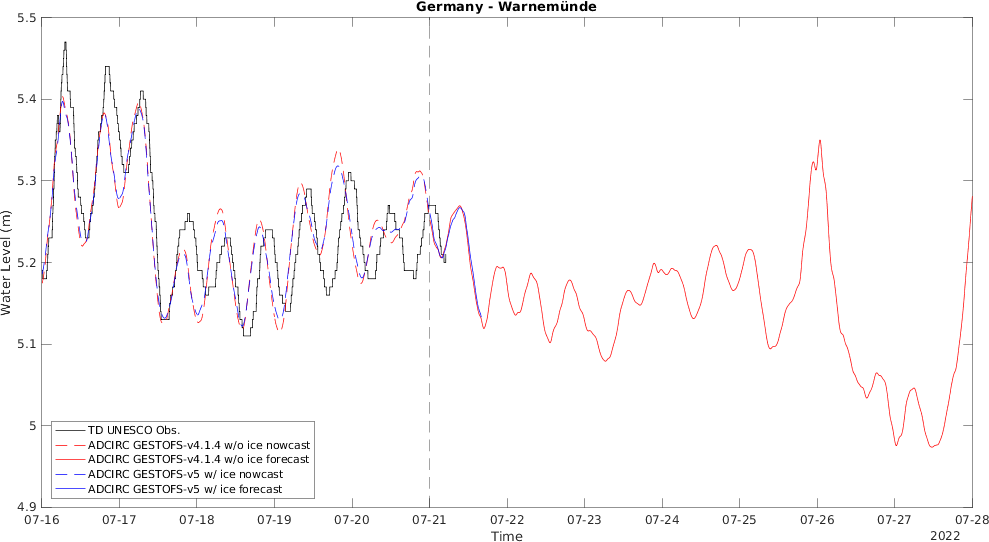 Germany - Warnemünde
5.5
5.4
5.3
5.2
5.1
5
4.9
Water Level (m)
TD UNESCO Obs.
ADCIRC GESTOFS-v4.1.4 w/o ice nowcast
ADCIRC GESTOFS-v4.1.4 w/o ice forecast
ADCIRC GESTOFS-v5 w/ ice nowcast
ADCIRC GESTOFS-v5 w/ ice forecast
07-16 07-17 07-18 07-19 07-20 07-21 07-22 07-23 07-24 07-25 07-26 07-27 07-28
Time
2022